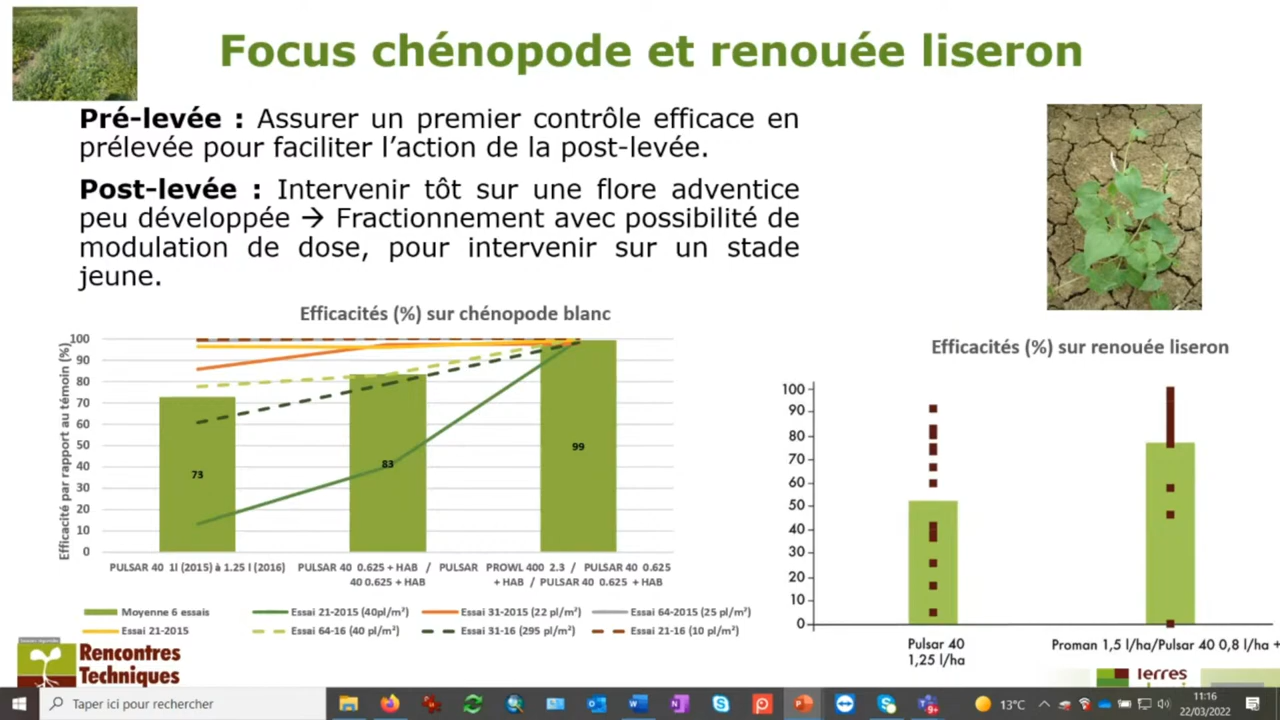 Focus chénopode et renouée liseron
Pré-levée : Assurer un premier contrôle efficace en
prélevée pour faciliter l'action de la post-levée.
Post-levée : Intervenir tôt sur une flore adventice
peu développée → Fractionnement avec possibilité de
modulation de dose, pour intervenir sur un stade
jeune.
Efficacités (%) sur chénopode blanc
Efficacité par rapport au témoin (%)
100
90
80
70
60
50
40
30
20
10
0
73
83
99
PULSAR 40 1l (2015) à 1.25 l (2016)
PULSAR 40 0.625 + HAB / PULSAR
40 0.625 + HAB
PROWL 400 2.3 / PULSAR 40 0.625
+ HAB / PULSAR 40 0.625 + HAB
Moyenne 6 essais
Essai 21-2015 (40pl/m²)
Essai 31-2015 (22 pl/m²)
Essai 64-2015 (25 pl/m²)
Essai 21-2015
Essai 64-16 (40 pl/m²)
Essai 31-16 (295 pl/m²)
Essai 21-16 (10 pl/m²)
Efficacités (%) sur renouée liseron
100
90
80
70
60
50
40
30
20
10
0
Pulsar 40
1,25 l/ha
Proman 1,5 l/ha/Pulsar 40 0,8 l/ha +
Rencontres
Techniques
Terres
Taper ici pour rechercher
9+
13°C
11:16
22/03/2022